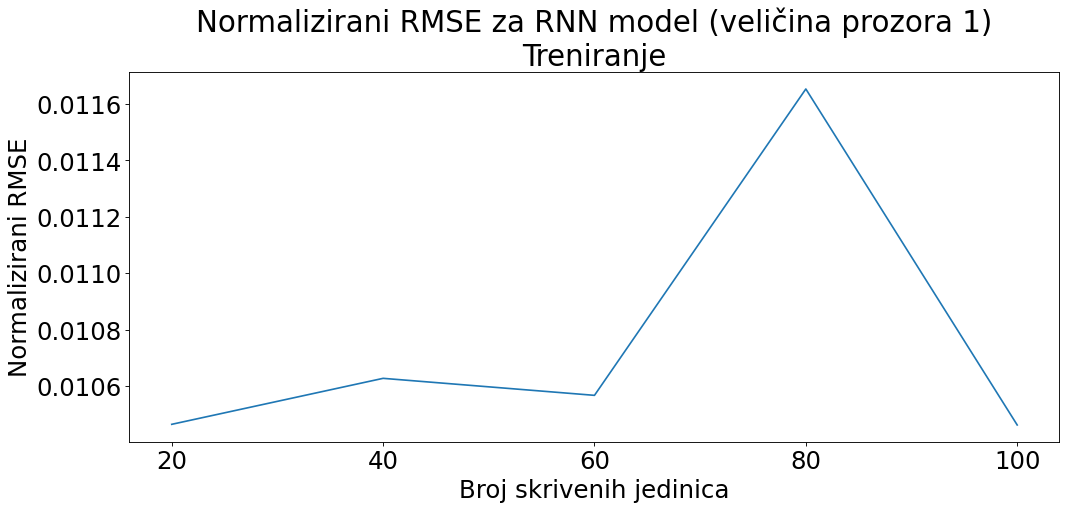 Normalizirani RMSE za RNN model (veličina prozora 1)
Treniranje
Normalizirani RMSE
0.0116
0.0114
0.0112
0.0110
0.0108
0.0106
20 40 60 80 100
Broj skrivenih jedinica